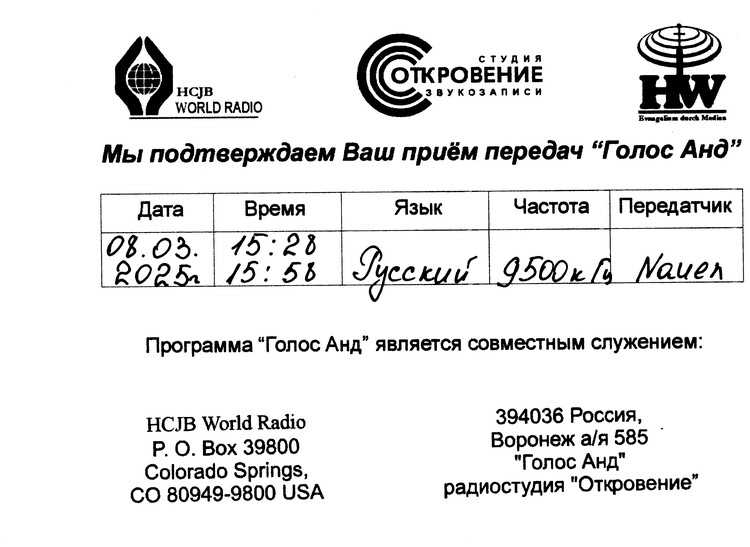 HCJB
WORLD RADIO
СТУДИЯ
ОТКРОВЕНИЕ
ЗВУКОЗАПИСИ
HW
Evangelium durch Medien
Мы подтверждаем Ваш приём передач “Голос Анд”
Дата Время Язык Частота Передатчик
08.03. 15:28
2025г 15:58 Русский 9500кГц Nauen
Программа “Голос Анд” является совместным служением:
HCJB World Radio
P. O. Box 39800
Colorado Springs,
CO 80949-9800 USA
394036 Россия,
Воронеж а/я 585
"Голос Анд"
радиостудия "Откровение”